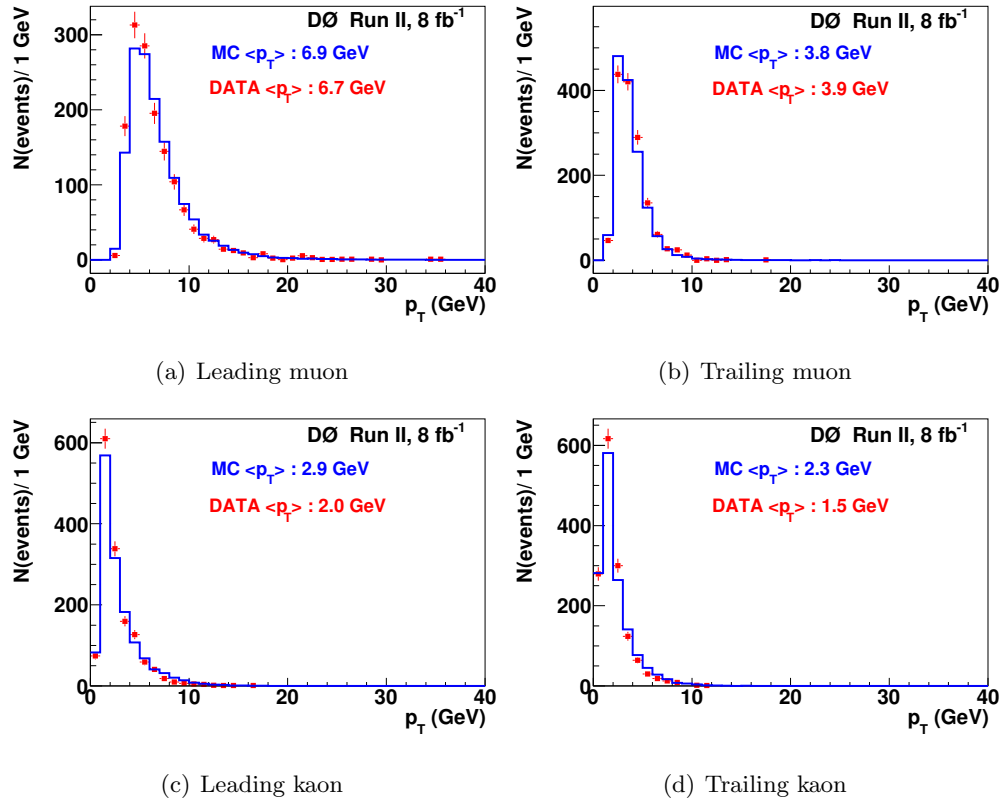 DØ Run II, 8 fb-1
MC <pT> : 6.9 GeV
DATA <pT> : 6.7 GeV
N(events)/ 1 GeV
300
200
100
0
0 10 20 30 40
pT (GeV)
(a) Leading muon
DØ Run II, 8 fb-1
MC <pT> : 3.8 GeV
DATA <pT> : 3.9 GeV
N(events)/ 1 GeV
400
200
0
0 10 20 30 40
pT (GeV)
(b) Trailing muon
DØ Run II, 8 fb-1
MC <pT> : 2.9 GeV
DATA <pT> : 2.0 GeV
N(events)/ 1 GeV
600
400
200
0
0 10 20 30 40
pT (GeV)
(c) Leading kaon
DØ Run II, 8 fb-1
MC <pT> : 2.3 GeV
DATA <pT> : 1.5 GeV
N(events)/ 1 GeV
600
400
200
0
0 10 20 30 40
pT (GeV)
(d) Trailing kaon